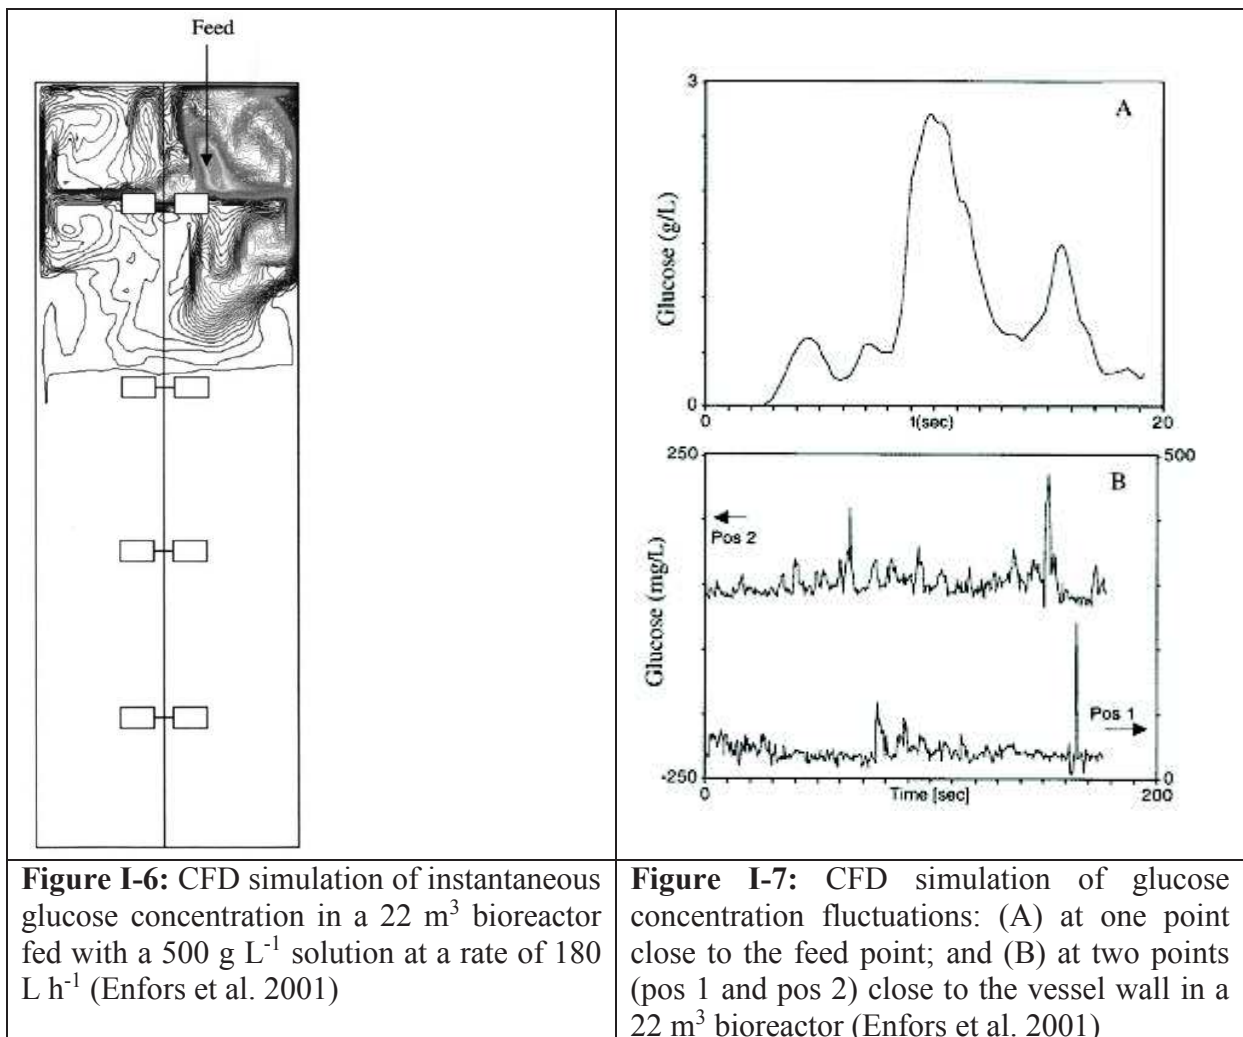 Feed
3
A
Glucose (g/L)
0
0
t(sec)
20
250
500
B
Pos 2
Glucose (mg/L)
Pos 1
-250
0
0
Time [sec]
200
Figure I-6: CFD simulation of instantaneous
glucose concentration in a 22 m³ bioreactor
fed with a 500 g L⁻¹ solution at a rate of 180
L h⁻¹ (Enfors et al. 2001)
Figure I-7: CFD simulation of glucose
concentration fluctuations: (A) at one point
close to the feed point; and (B) at two points
(pos 1 and pos 2) close to the vessel wall in a
22 m³ bioreactor (Enfors et al. 2001)